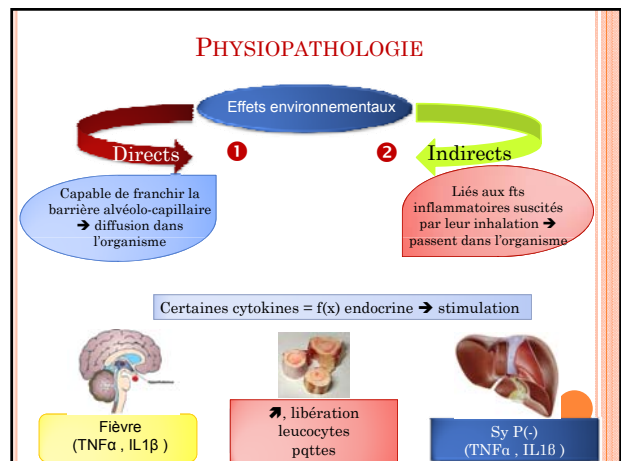 PHYSIOPATHOLOGIE
Effets environnementaux
Directs
❶
❷
Indirects
Capable de franchir la
barrière alvéolo-capillaire
➔ diffusion dans
l'organisme
Liés aux fts
inflammatoires suscités
par leur inhalation ➔
passent dans l'organisme
Certaines cytokines = f(x) endocrine ➔ stimulation
Fièvre
(TNFα , IL1β )
↗, libération
leucocytes
pqttes
Sy P(-)
(TNFα , IL1β )